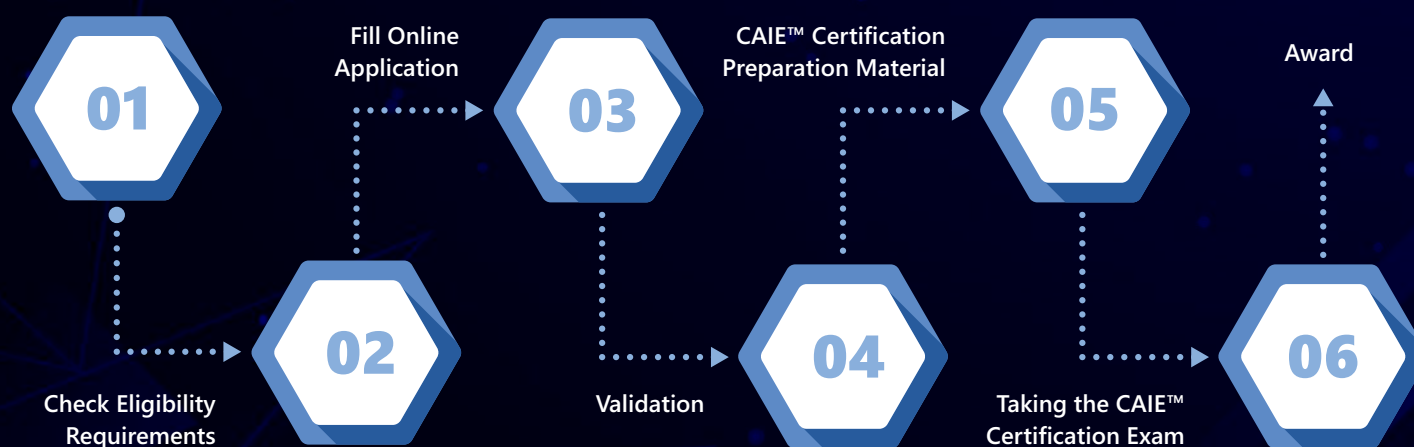 01
Check Eligibility
Requirements
02
Fill Online
Application
03
Validation
04
CAIE™ Certification
Preparation Material
05
Taking the CAIE™
Certification Exam
06
Award